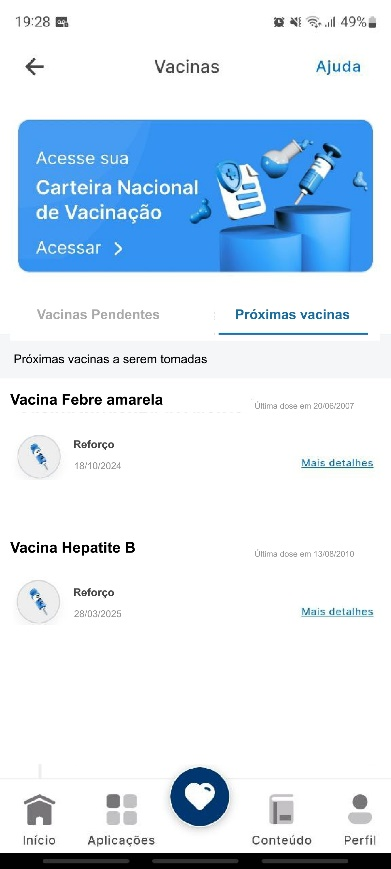 19:28
49%
Vacinas
Ajuda
Acesse sua
Carteira Nacional
de Vacinação
Acessar >
Vacinas Pendentes
Próximas vacinas
Próximas vacinas a serem tomadas
Vacina Febre amarela
Última dose em 20/06/2007
Reforço
18/10/2024
Mais detalhes
Vacina Hepatite B
Última dose em 13/08/2010
Reforço
28/03/2025
Mais detalhes
Início
Aplicações
Conteúdo
Perfil